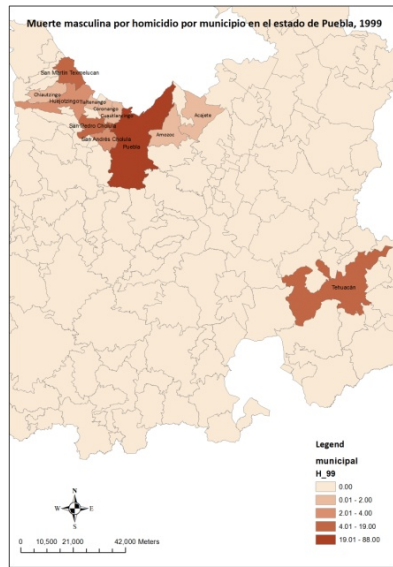 Muerte masculina por homicidio por municipio en el estado de Puebla, 1999
San Martín Texmelucan
Chiautzingo
Huejotzingo
Coronango
Cuautlancingo
Acajete
San Pedro Cholula
Amozoc
San Andrés Cholula
Puebla
Tehuacán
Legend
municipal
H_99
0.00
0.01 - 2.00
2.01 - 4.00
4.01 - 19.00
19.01 - 88.00
N
W
E
S
0 10,500 21,000 42,000 Meters